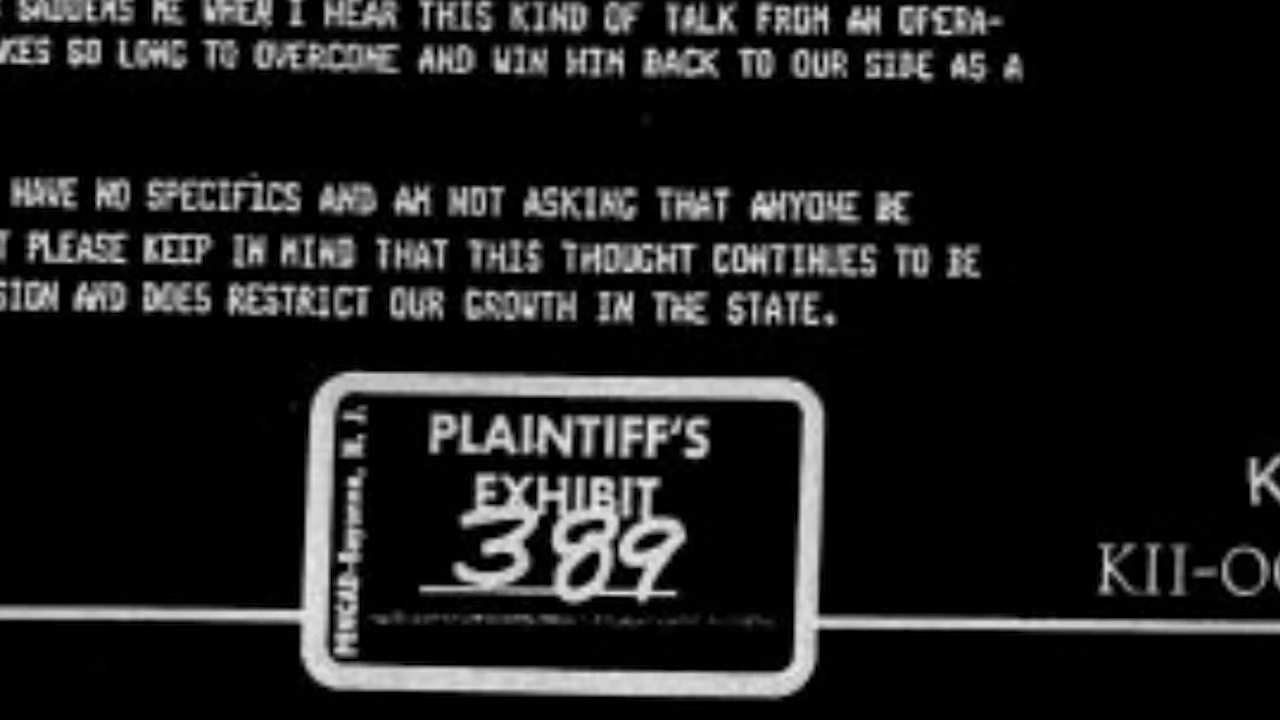 SADDENS ME WHEN I HEAR THIS KIND OF TALK FROM AN OPERA-
KES SO LONG TO OVERCOME AND WIN HIM BACK TO OUR SIDE AS A
HAVE NO SPECIFICS AND AM NOT ASKING THAT ANYONE BE
T PLEASE KEEP IN MIND THAT THIS THOUGHT CONTINUES TO BE
SION AND DOES RESTRICT OUR GROWTH IN THE STATE.
PLAINTIFF'S
EXHIBIT
389
PENGAD-Bayonne, N. J.
K
KII-00